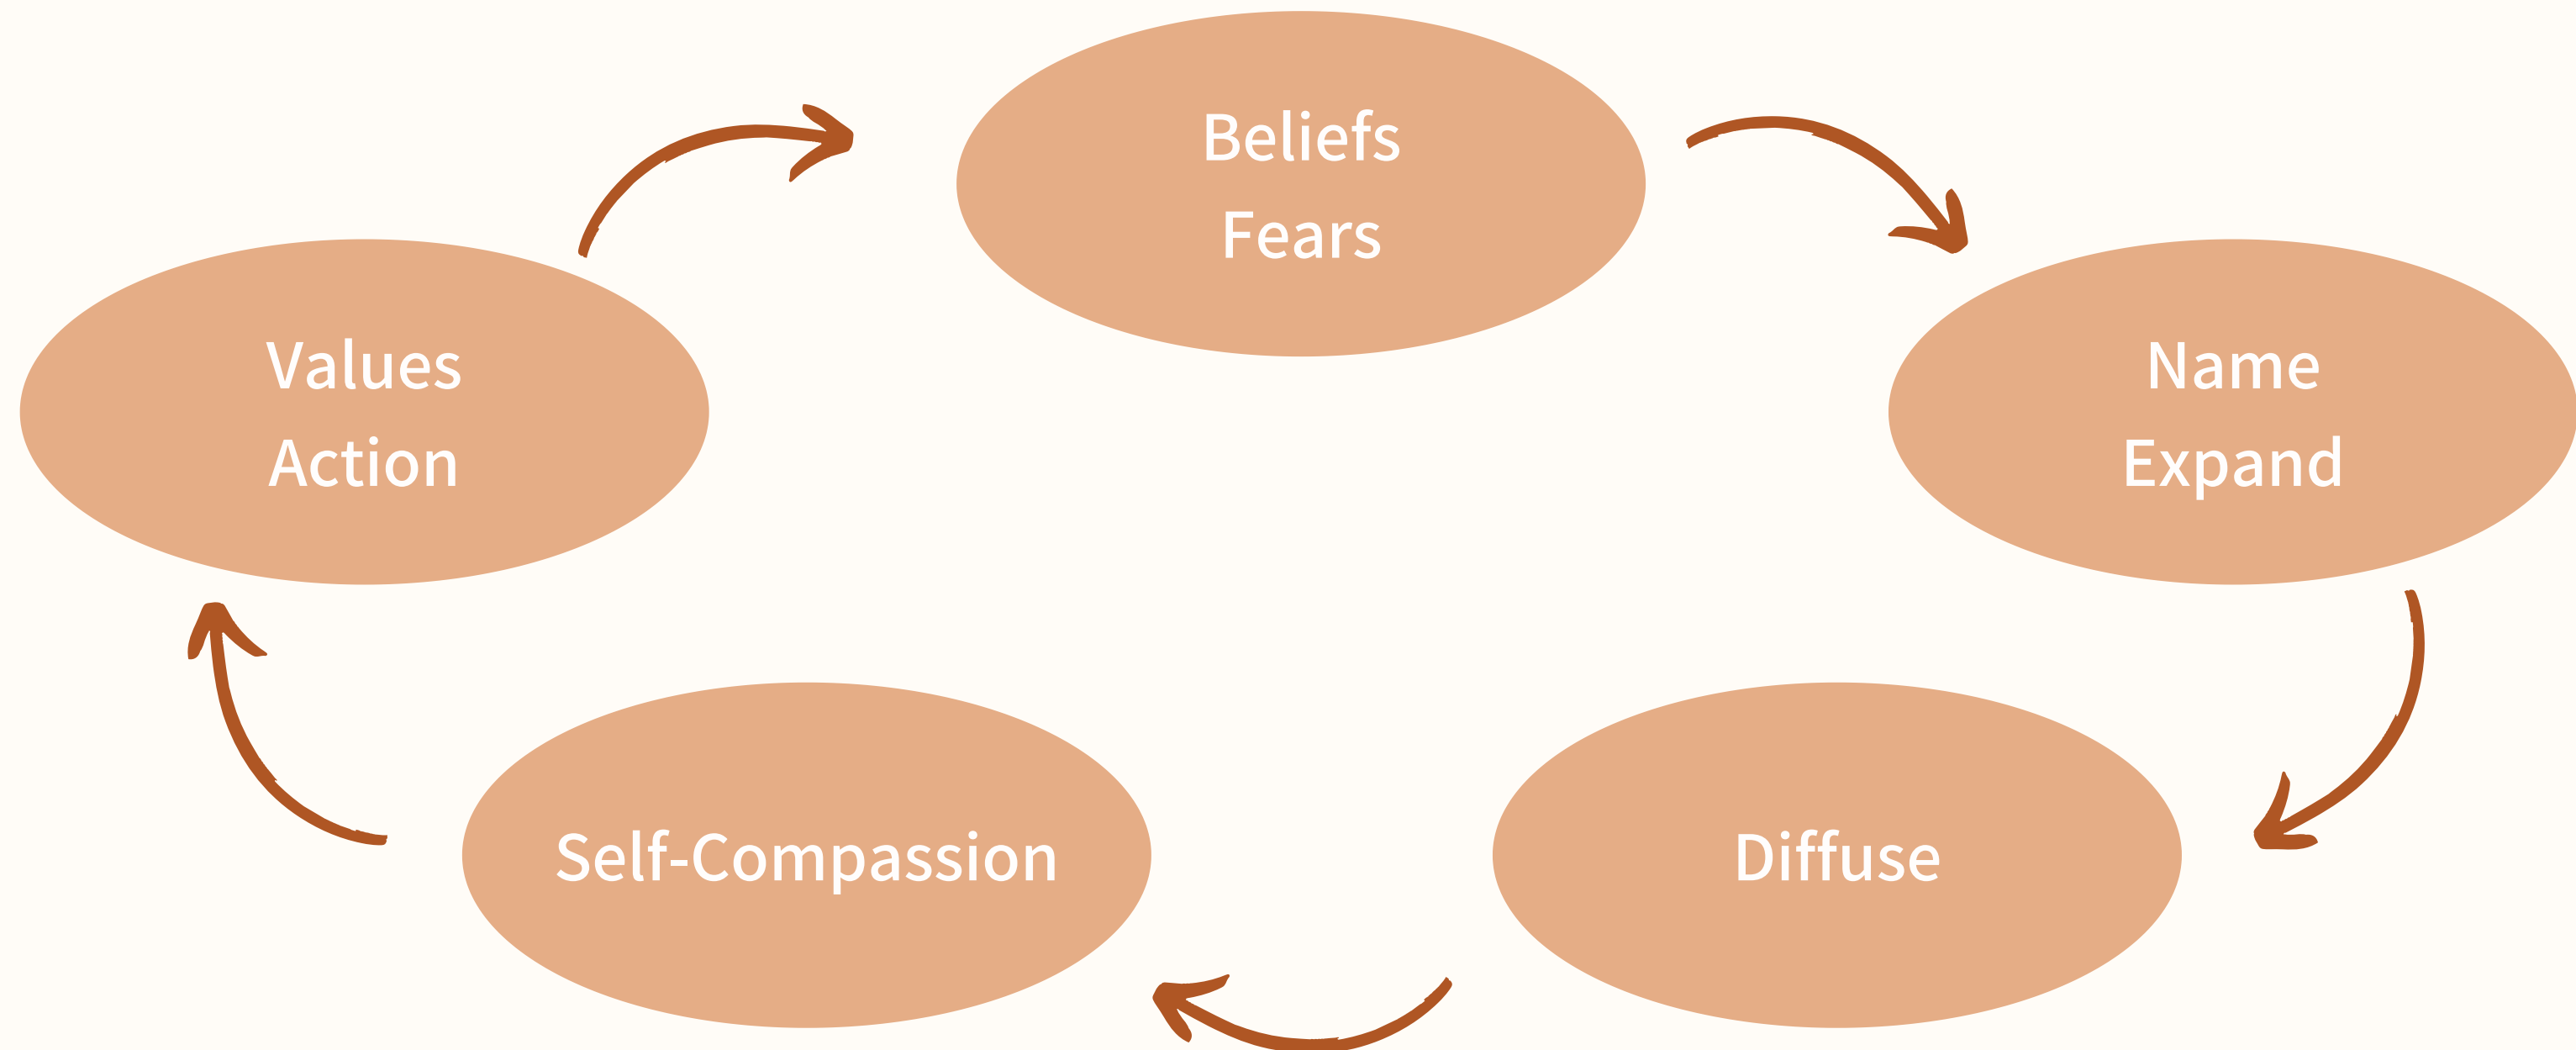 Beliefs
Fears
Name
Expand
Diffuse
Self-Compassion
Values
Action